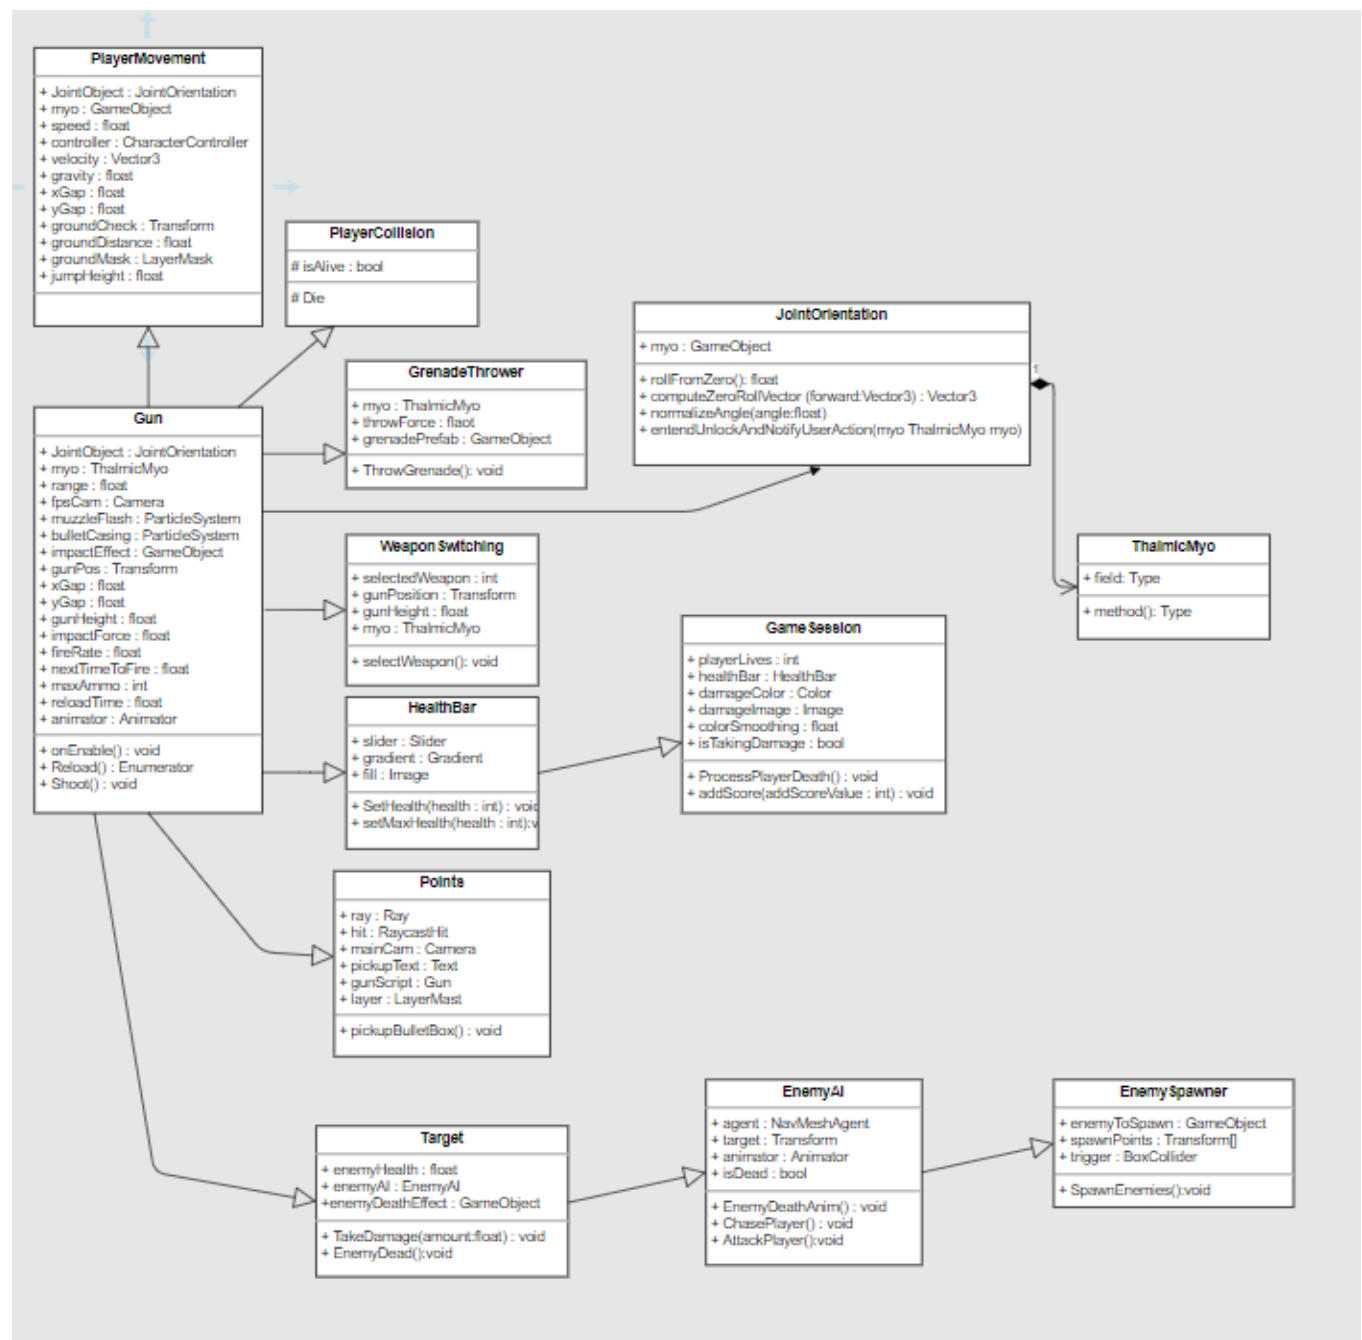 PlayerMovement
+ JointObject : JointOrientation
+ myo : GameObject
+ speed : float
+ controller : CharacterController
+ velocity : Vector3
+ gravity : float
+ xGap : float
+ yGap : float
+ groundCheck : Transform
+ groundDistance : float
+ groundMask : LayerMask
+ jumpHeight : float
PlayerCollision
# isAlive : bool
# Die
JointOrientation
+ myo : GameObject
+ rollFromZero(): float
+ computeZeroRollVector (forward:Vector3) : Vector3
+ normalizeAngle(angle:float)
+ entendUnlockAndNotifyUserAction(myo ThalmicMyo myo)
1
GrenadeThrower
+ myo : ThalmicMyo
+ throwForce : flaot
+ grenadePrefab : GameObject
+ ThrowGrenade(): void
Gun
+ JointObject : JointOrientation
+ myo : ThalmicMyo
+ range : float
+ fpsCam : Camera
+ muzzleFlash : ParticleSystem
+ bulletCasing : ParticleSystem
+ impactEffect : GameObject
+ gunPos : Transform
+ xGap : float
+ yGap : float
+ gunHeight : float
+ impactForce : float
+ fireRate : float
+ nextTimeToFire : float
+ maxAmmo : int
+ reloadTime : float
+ animator : Animator
+ onEnable() : void
+ Reload() : Enumerator
+ Shoot() : void
WeaponSwitching
+ selectedWeapon : int
+ gunPosition : Transform
+ gunHeight : float
+ myo : ThalmicMyo
+ selectWeapon(): void
ThalmicMyo
+ field: Type
+ method(): Type
GameSession
+ playerLives : int
+ healthBar : HealthBar
+ damageColor : Color
+ damageImage : Image
+ colorSmoothing : float
+ isTakingDamage : bool
+ ProcessPlayerDeath() : void
+ addScore(addScoreValue : int) : void
HealthBar
+ slider : Slider
+ gradient : Gradient
+ fill : Image
+ SetHealth(health : int) : void
+ setMaxHealth(health : int):v
Points
+ ray : Ray
+ hit : RaycastHit
+ mainCam : Camera
+ pickupText : Text
+ gunScript : Gun
+ layer : LayerMast
+ pickupBulletBox() : void
Target
+ enemyHealth : float
+ enemyAI : EnemyAI
+enemyDeathEffect : GameObject
+ TakeDamage(amount:float) : void
+ EnemyDead():void
EnemyAI
+ agent : NavMeshAgent
+ target : Transform
+ animator : Animator
+ isDead : bool
+ EnemyDeathAnim() : void
+ ChasePlayer() : void
+ AttackPlayer():void
EnemySpawner
+ enemyToSpawn : GameObject
+ spawnPoints : Transform[]
+ trigger : BoxCollider
+ SpawnEnemies():void